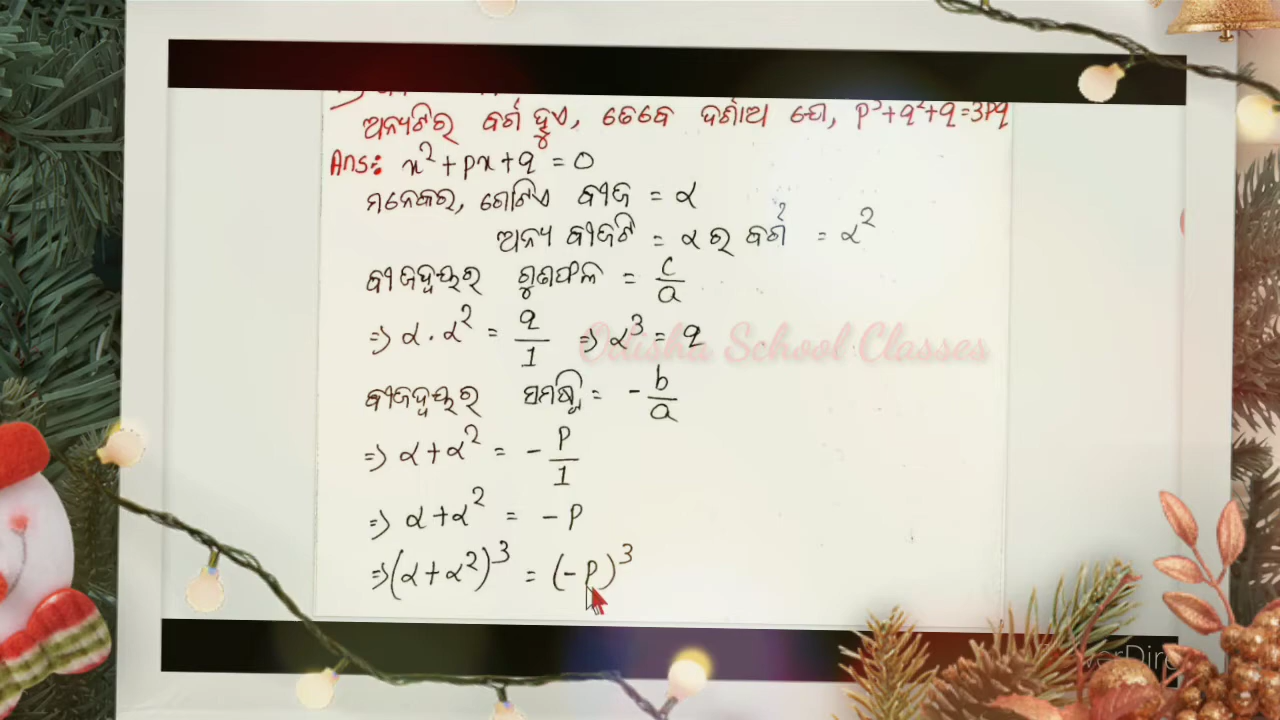 ଅନ୍ୟଟିର ବର୍ଗ ହୁଏ, ତେବେ ଦର୍ଶାଅ ଯେ, p³+q²+q=3pq
Ans: x²+px+q=0
ମନେକର, ଗୋଟିଏ ବୀଜ = α
ଅନ୍ୟ ବୀଜଟି = α ର ବର୍ଗ = α²
ବୀଜଦ୍ୱୟର ଗୁଣଫଳ = c/a
⇒ α.α² = q/1 ⇒ α³ = q
Odisha School Classes
ବୀଜଦ୍ୱୟର ସମଷ୍ଟି = -b/a
⇒ α+α² = -p/1
⇒ α+α² = -p
⇒ (α+α²)³ = (-p)³